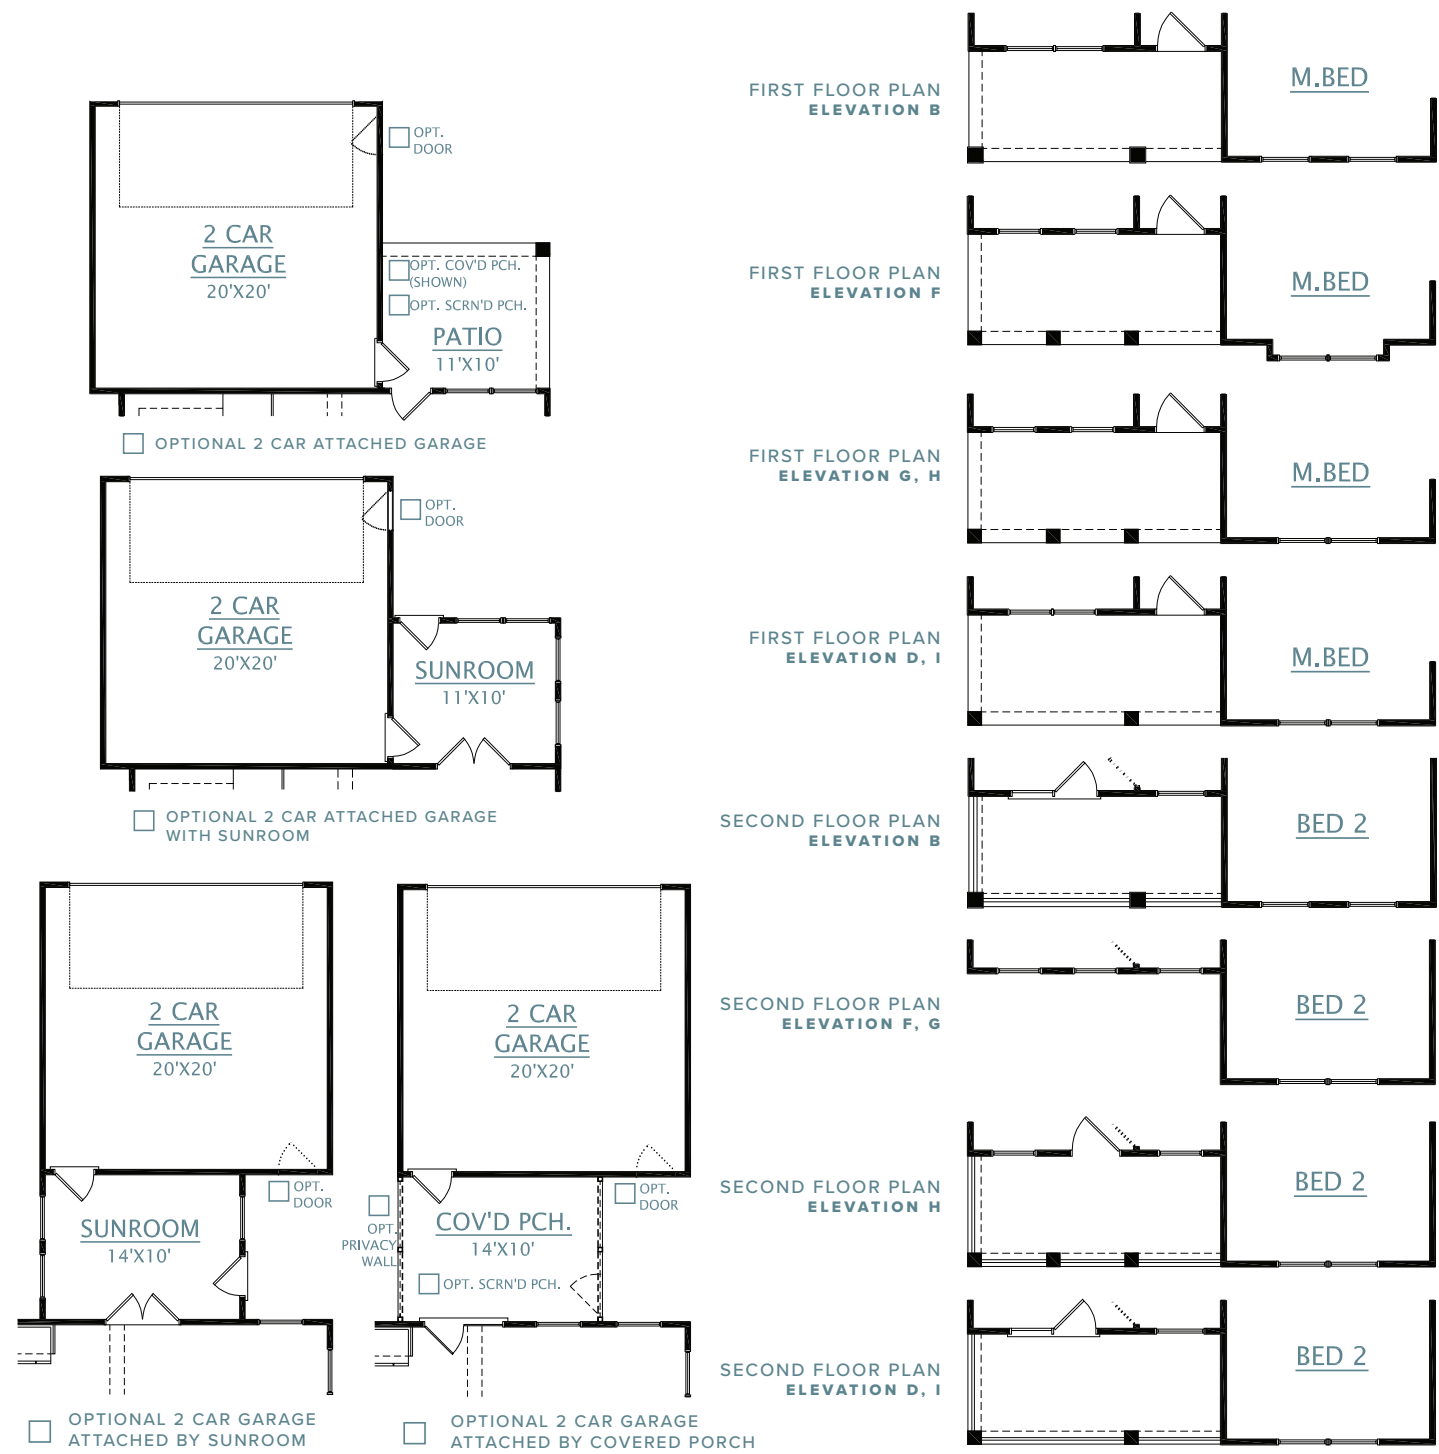 OPT.
DOOR
2 CAR
GARAGE
20'X20'
OPT. COV'D PCH.
(SHOWN)
OPT. SCRN'D PCH.
PATIO
11'X10'
OPTIONAL 2 CAR ATTACHED GARAGE
OPT.
DOOR
2 CAR
GARAGE
20'X20'
SUNROOM
11'X10'
OPTIONAL 2 CAR ATTACHED GARAGE
WITH SUNROOM
2 CAR
GARAGE
20'X20'
OPT.
DOOR
SUNROOM
14'X10'
OPTIONAL 2 CAR GARAGE
ATTACHED BY SUNROOM
2 CAR
GARAGE
20'X20'
OPT.
DOOR
OPT.
PRIVACY
WALL
COV'D PCH.
14'X10'
OPT. SCRN'D PCH.
OPTIONAL 2 CAR GARAGE
ATTACHED BY COVERED PORCH
FIRST FLOOR PLAN
ELEVATION B
M.BED
FIRST FLOOR PLAN
ELEVATION F
M.BED
FIRST FLOOR PLAN
ELEVATION G, H
M.BED
FIRST FLOOR PLAN
ELEVATION D, I
M.BED
SECOND FLOOR PLAN
ELEVATION B
BED 2
SECOND FLOOR PLAN
ELEVATION F, G
BED 2
SECOND FLOOR PLAN
ELEVATION H
BED 2
SECOND FLOOR PLAN
ELEVATION D, I
BED 2